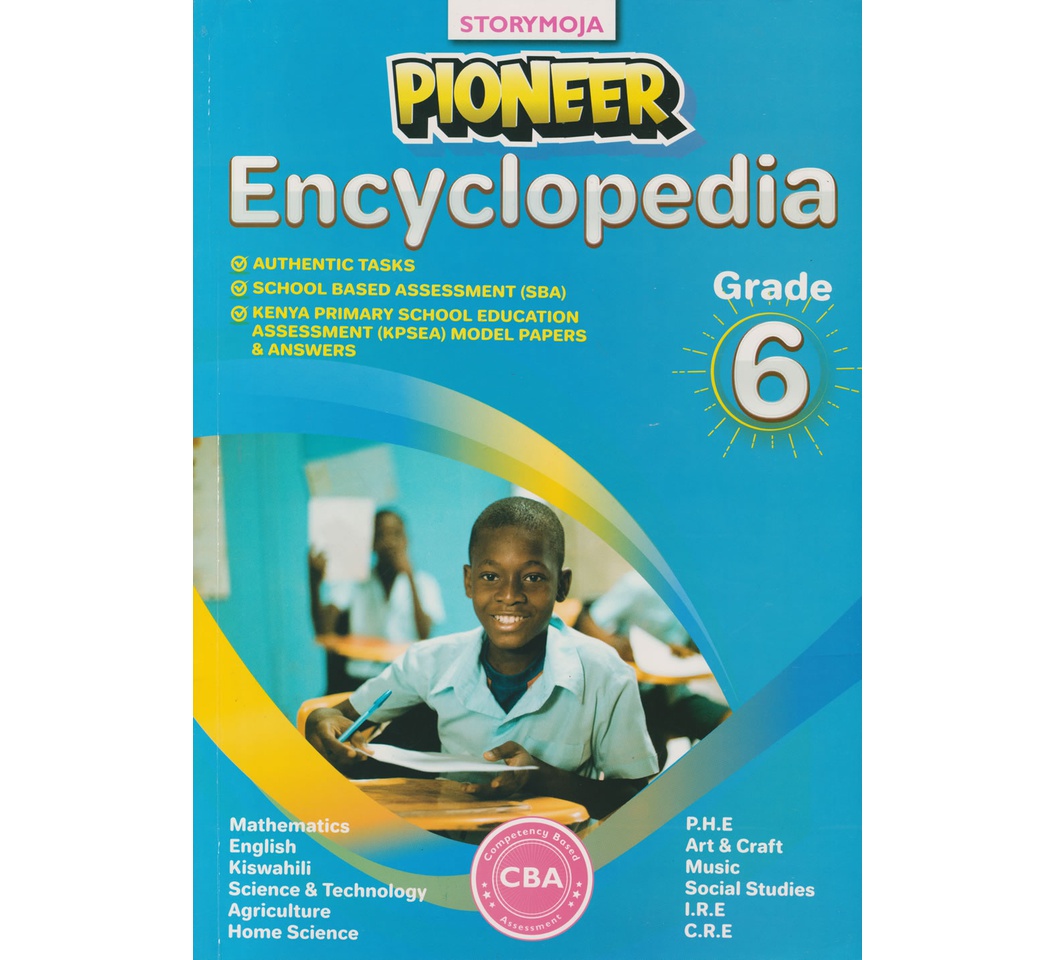 STORYMOJA
PIONEER
Encyclopedia
AUTHENTIC TASKS
SCHOOL BASED ASSESSMENT (SBA)
KENYA PRIMARY SCHOOL EDUCATION
ASSESSMENT (KPSEA) MODEL PAPERS
& ANSWERS
Grade
6
Mathematics
English
Kiswahili
Science & Technology
Agriculture
Home Science
Competency Based
CBA
Assessment
P.H.E
Art & Craft
Music
Social Studies
I.R.E
C.R.E